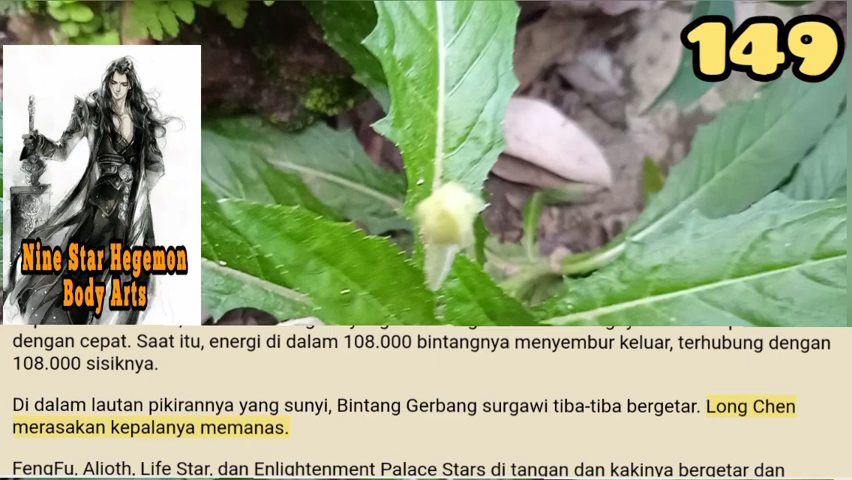 149
Nine Star Hegemon
Body Arts
dengan cepat. Saat itu, energi di dalam 108.000 bintangnya menyembur keluar, terhubung dengan
108.000 sisiknya.
Di dalam lautan pikirannya yang sunyi, Bintang Gerbang surgawi tiba-tiba bergetar. Long Chen
merasakan kepalanya memanas.
FengFu, Alioth, Life Star, dan Enlightenment Palace Stars di tangan dan kakinya bergetar dan